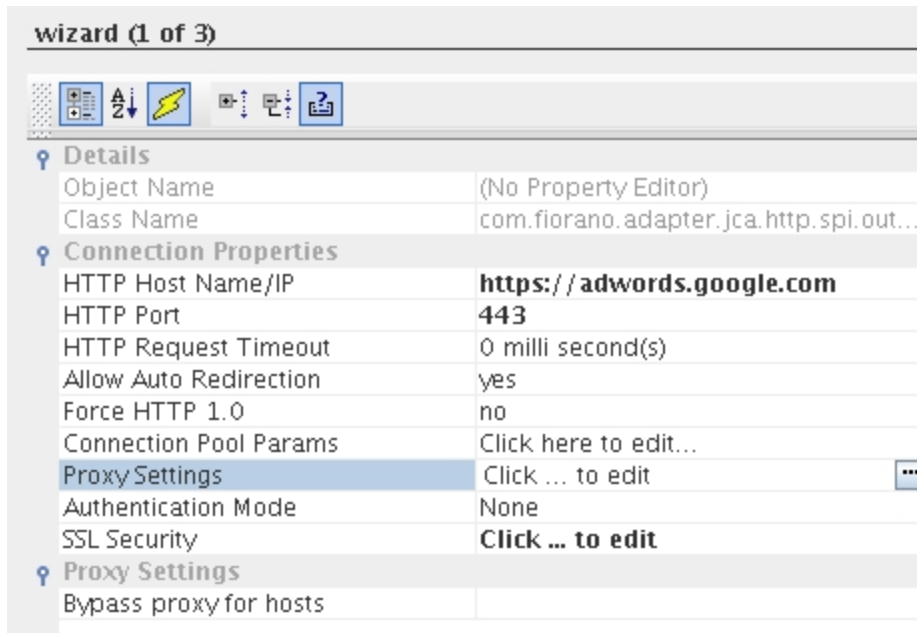 wizard (1 of 3)
Details
Object Name (No Property Editor)
Class Name com.fiorano.adapter.jca.http.spi.out...
Connection Properties
HTTP Host Name/IP https://adwords.google.com
HTTP Port 443
HTTP Request Timeout 0 milli second(s)
Allow Auto Redirection yes
Force HTTP 1.0 no
Connection Pool Params Click here to edit...
Proxy Settings Click ... to edit ...
Authentication Mode None
SSL Security Click ... to edit
Proxy Settings
Bypass proxy for hosts